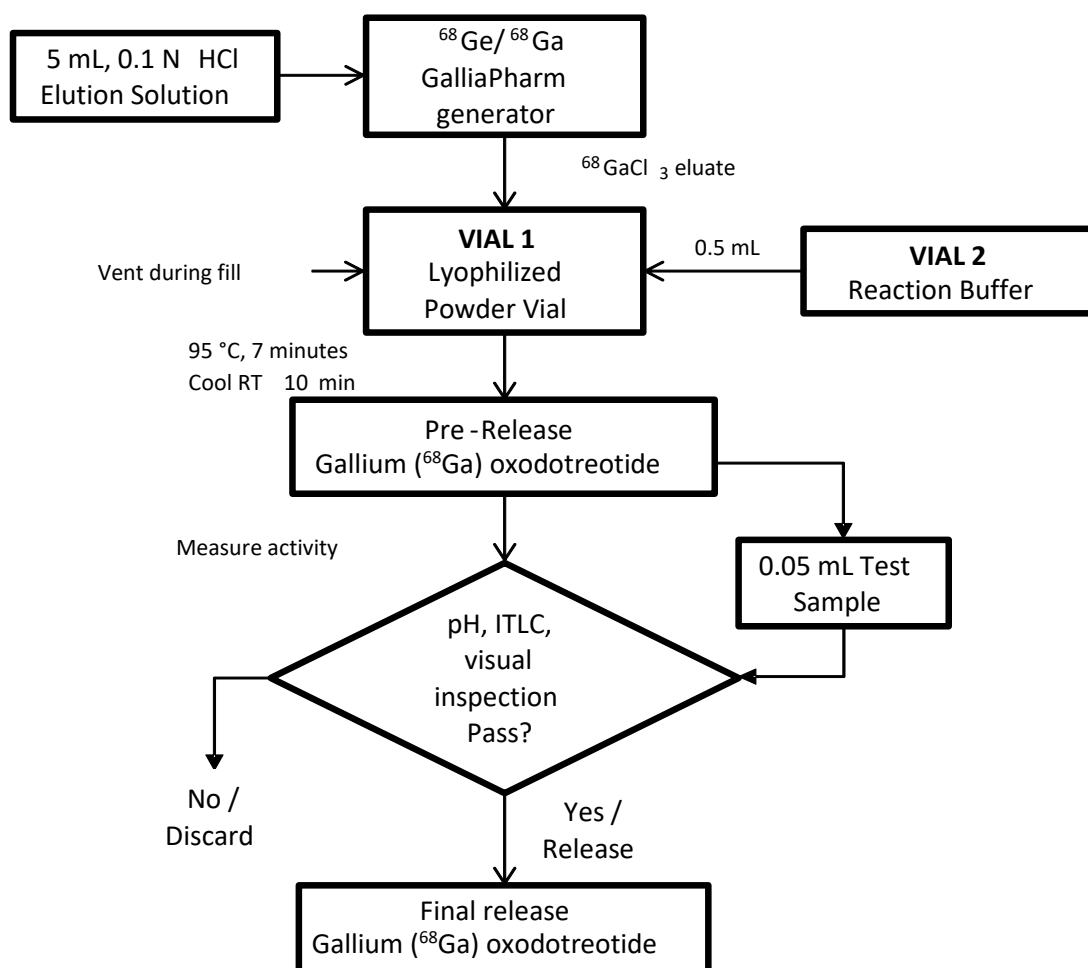 5 mL, 0.1 N HCl
Elution Solution
⁶⁸Ge/ ⁶⁸Ga
GalliaPharm
generator
⁶⁸GaCl ₃ eluate
Vent during fill
VIAL 1
Lyophilized
Powder Vial
0.5 mL
VIAL 2
Reaction Buffer
95 °C, 7 minutes
Cool RT 10 min
Pre -Release
Gallium (⁶⁸Ga) oxodotreotide
Measure activity
0.05 mL Test
Sample
pH, ITLC,
visual
inspection
Pass?
No /
Discard
Yes /
Release
Final release
Gallium (⁶⁸Ga) oxodotreotide